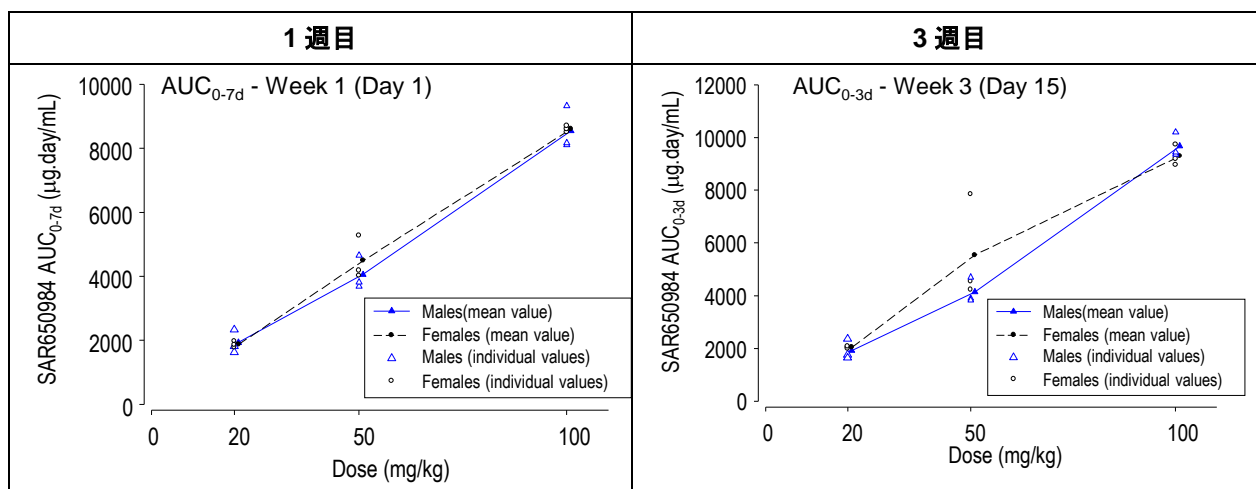 1 週目
3 週目
AUC0-7d - Week 1 (Day 1)
SAR650984 AUC0-7d (μg.day/mL)
10000
8000
6000
4000
2000
0
Males(mean value)
Females (mean value)
Males (individual values)
Females (individual values)
0 20 50 100
Dose (mg/kg)
AUC0-3d - Week 3 (Day 15)
SAR650984 AUC0-3d (μg.day/mL)
12000
10000
8000
6000
4000
2000
0
Males(mean value)
Females (mean value)
Males (individual values)
Females (individual values)
0 20 50 100
Dose (mg/kg)